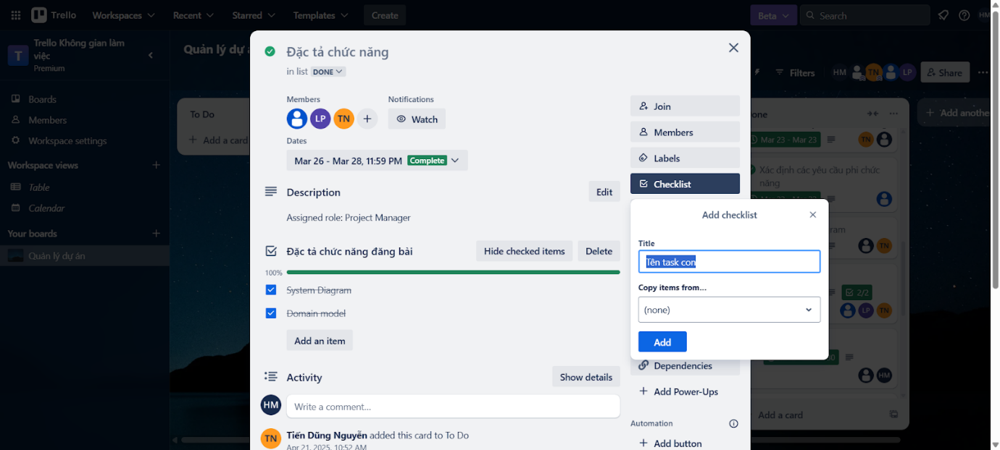 Trello
Workspaces
Recent
Starred
Templates
Create
Beta
Search
HM
T
Trello Không gian làm việc
Premium
Boards
Members
Workspace settings
Workspace views
Table
Calendar
Your boards
Quản lý dự án
Quản lý dự
Filters
HM
TN
LP
Share
To Do
Add a card
Đặc tả chức năng
in list DONE
Members
Notifications
LP
TN
Watch
Dates
Mar 26 - Mar 28, 11:59 PM Complete
Description
Edit
Assigned role: Project Manager
Đặc tả chức năng đăng bài
Hide checked items
Delete
100%
System Diagram
Domain model
Add an item
Activity
Show details
HM
Write a comment...
TN
Tiến Dũng Nguyễn added this card to To Do
Apr 21, 2025, 10:52 AM
Join
Members
Labels
Checklist
Add checklist
Title
Tên task con
Copy items from...
(none)
Add
Dependencies
Add Power-Ups
Automation
Add button
one
Mar 23 - Mar 23
TN
Xác định các yêu cầu phi chức
năng
ram
TN
2/2
LP
TN
HM
Add a card
Add anothe